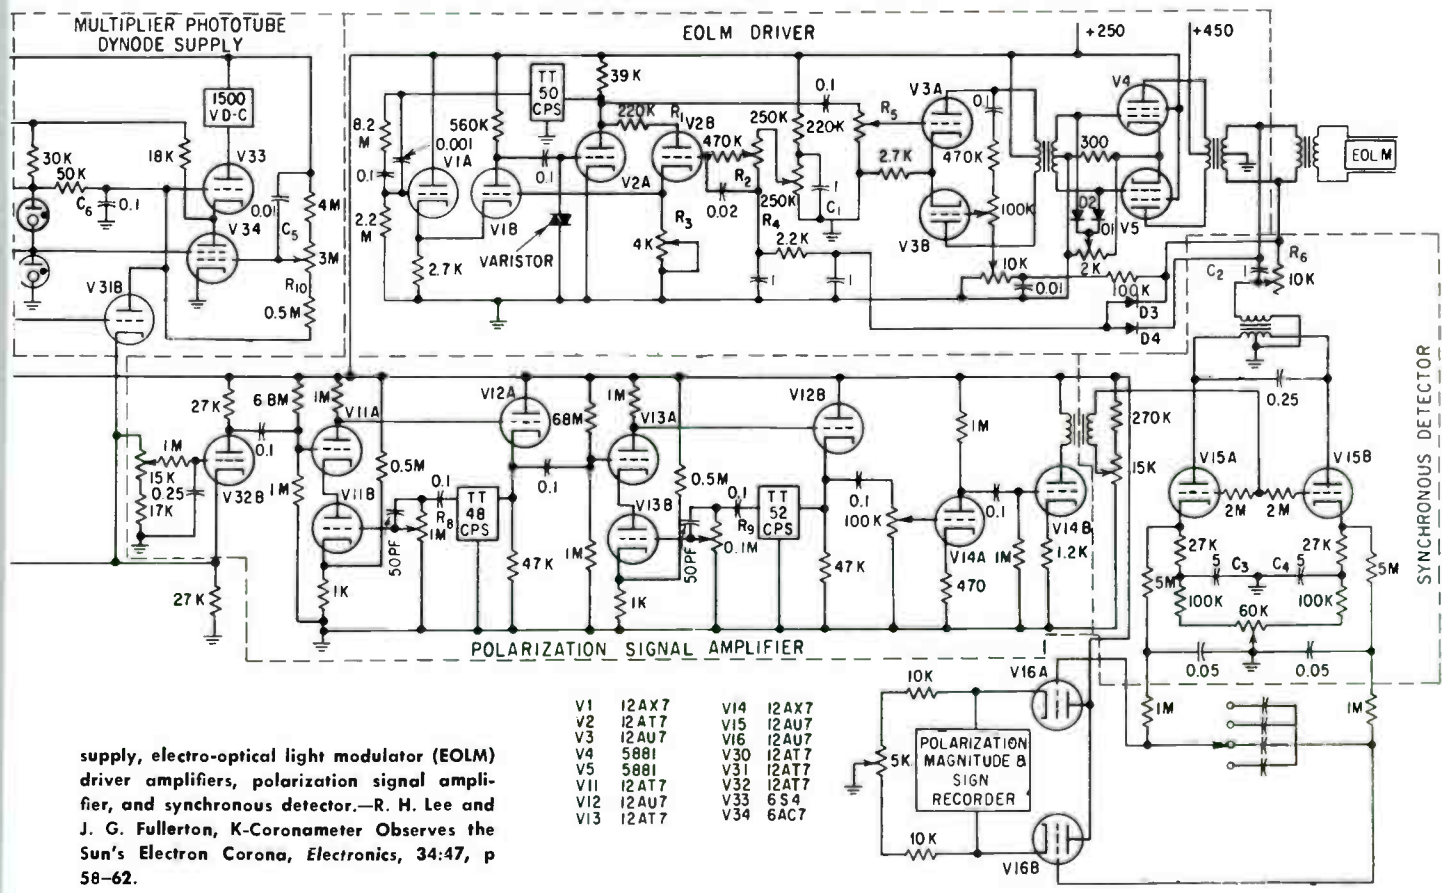 MULTIPLIER PHOTOTUBE
DYNODE SUPPLY
EOLM DRIVER
+250
+450
1500
VD-C
30K
50K
18K
V33
C6
0.1
0.01
C5
4M
V34
3M
R10
V31B
0.5M
TT
50
CPS
39K
8.2
M
560K
0.001
V1A
0.1
2.2
M
2.7K
V1B
0.1
VARISTOR
220K
R1
V2B
V2A
470K
R2
0.02
R3
4K
250K
220K
250K
1
C1
R4
2.2K
1
1
0.1
R5
V3A
2.7K
V3B
0.1
470K
100K
10K
0.01
100K
300
D2
D1
2K
V4
V5
D3
D4
EOLM
C2
1
R6
10K
0.25
SYNCHRONOUS DETECTOR
27K
6 8M
1M
V11A
0.1
1M
15K
0.25
17K
V32B
27K
1M
V11B
0.5M
50PF
0.1
R8
1M
1K
TT
48
CPS
V12A
68M
0.1
47K
1M
1M
V13A
V13B
0.5M
50PF
0.1
R9
0.1M
1K
TT
52
CPS
V12B
0.1
100K
47K
1M
0.1
V14A
1M
470
V14B
1.2K
270K
15K
V15A
V15B
2M
2M
27K
27K
5M
5M
5
C3
C4
5
100K
100K
60K
0.05
0.05
POLARIZATION SIGNAL AMPLIFIER
1M
1M
10K
5K
10K
V16A
V16B
POLARIZATION
MAGNITUDE &
SIGN
RECORDER
V1 12AX7
V2 12AT7
V3 12AU7
V4 5881
V5 5881
V11 12AT7
V12 12AU7
V13 12AT7
V14 12AX7
V15 12AU7
V16 12AU7
V30 12AT7
V31 12AT7
V32 12AT7
V33 6S4
V34 6AC7
supply, electro-optical light modulator (EOLM)
driver amplifiers, polarization signal ampli-
fier, and synchronous detector.—R. H. Lee and
J. G. Fullerton, K-Coronameter Observes the
Sun's Electron Corona, Electronics, 34:47, p
58–62.